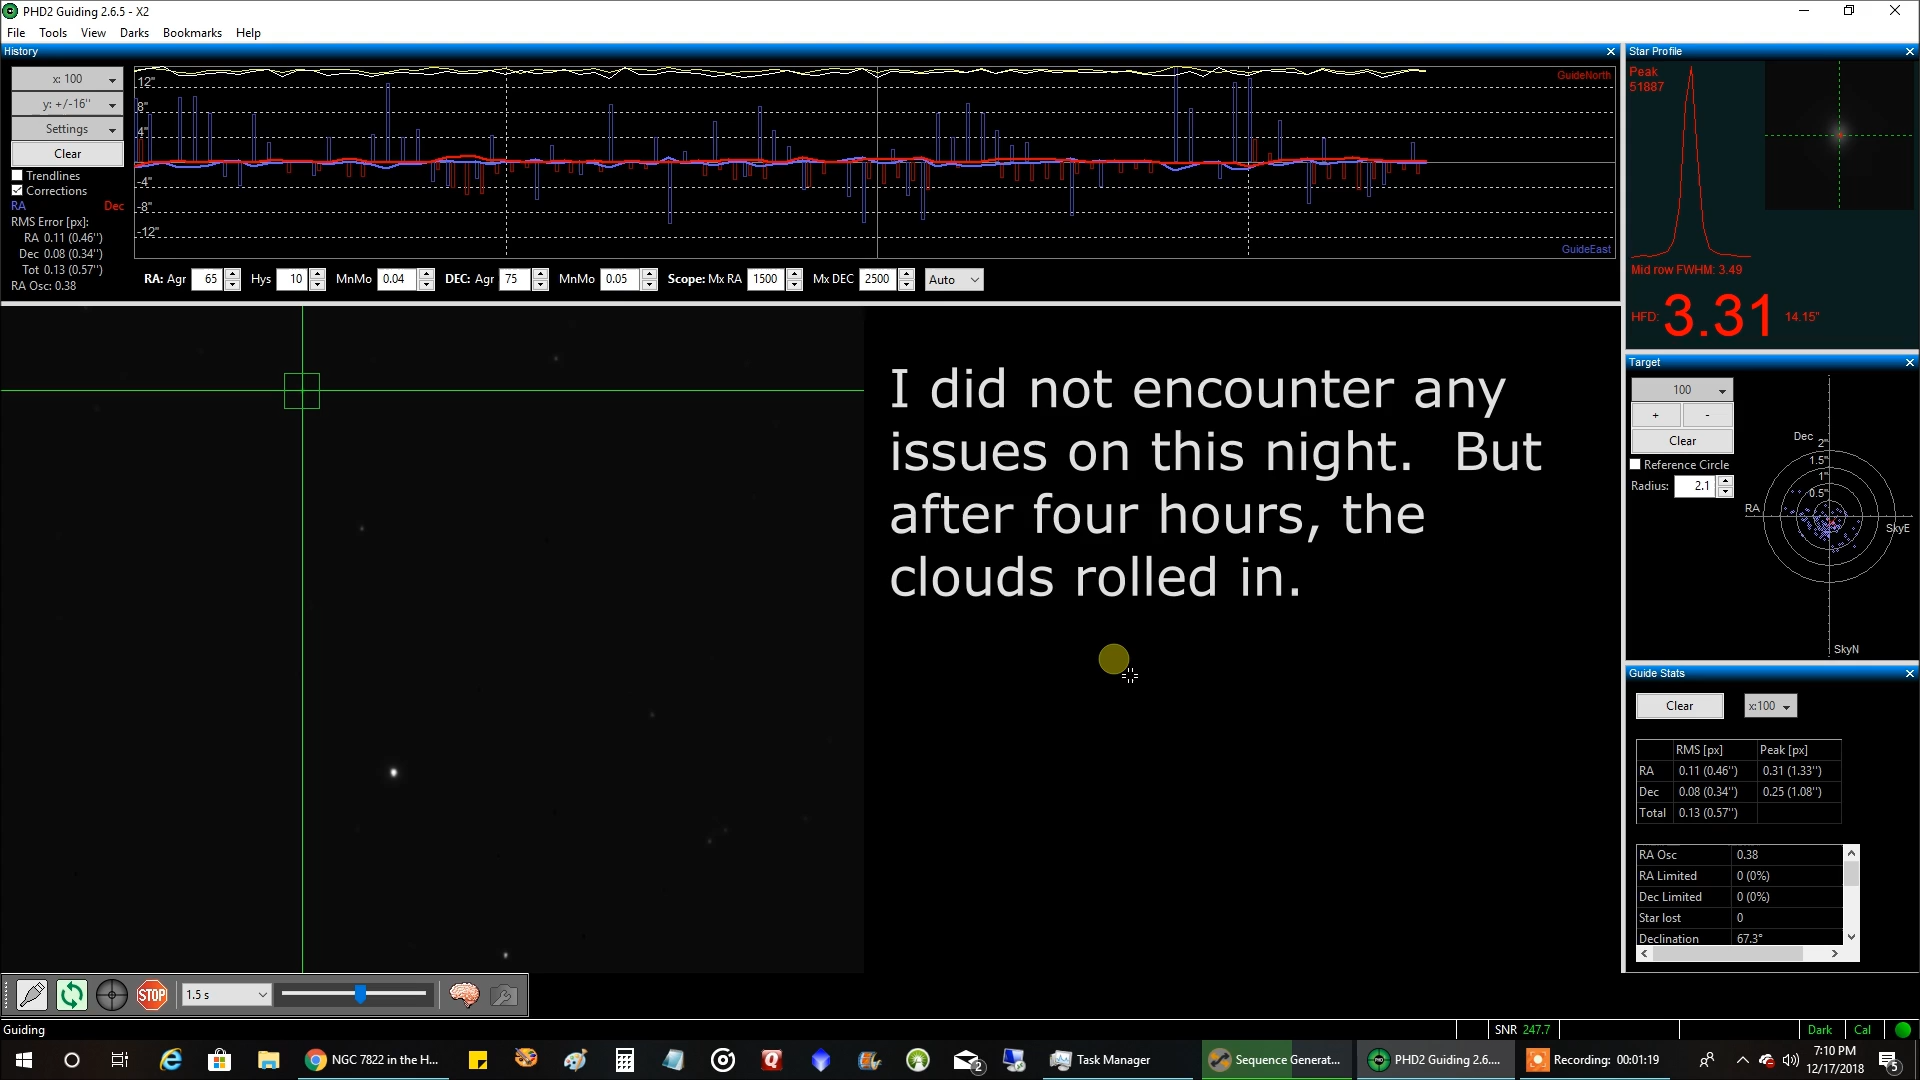 PHD2 Guiding 2.6.5 - X2
File Tools View Darks Bookmarks Help
History
x: 100
y: +/-16"
Settings
Clear
Trendlines
Corrections
RA Dec
RMS Error [px]:
RA 0.11 (0.46")
Dec 0.08 (0.34")
Tot 0.13 (0.57")
RA Osc: 0.38
12"
8"
4"
-4"
-8"
-12"
GuideNorth
GuideEast
RA: Agr 65 Hys 10 MnMo 0.04 DEC: Agr 75 MnMo 0.05 Scope: Mx RA 1500 Mx DEC 2500 Auto
Star Profile
Peak
51887
Mid row FWHM: 3.49
HFD: 3.31 14.15"
I did not encounter any
issues on this night. But
after four hours, the
clouds rolled in.
Target
100
+ -
Clear
Reference Circle
Radius: 2.1
Dec
2"
1.5"
1"
0.5"
RA
SkyE
SkyN
Guide Stats
Clear x:100
RMS [px] Peak [px]
RA 0.11 (0.46") 0.31 (1.33")
Dec 0.08 (0.34") 0.25 (1.08")
Total 0.13 (0.57")
RA Osc 0.38
RA Limited 0 (0%)
Dec Limited 0 (0%)
Star lost 0
Declination 67.3°
STOP
1.5 s
Guiding
SNR 247.7
Dark Cal
NGC 7822 in the H...
2
Task Manager
Sequence Generat...
PHD2 Guiding 2.6....
Recording: 00:01:19
7:10 PM
12/17/2018
5